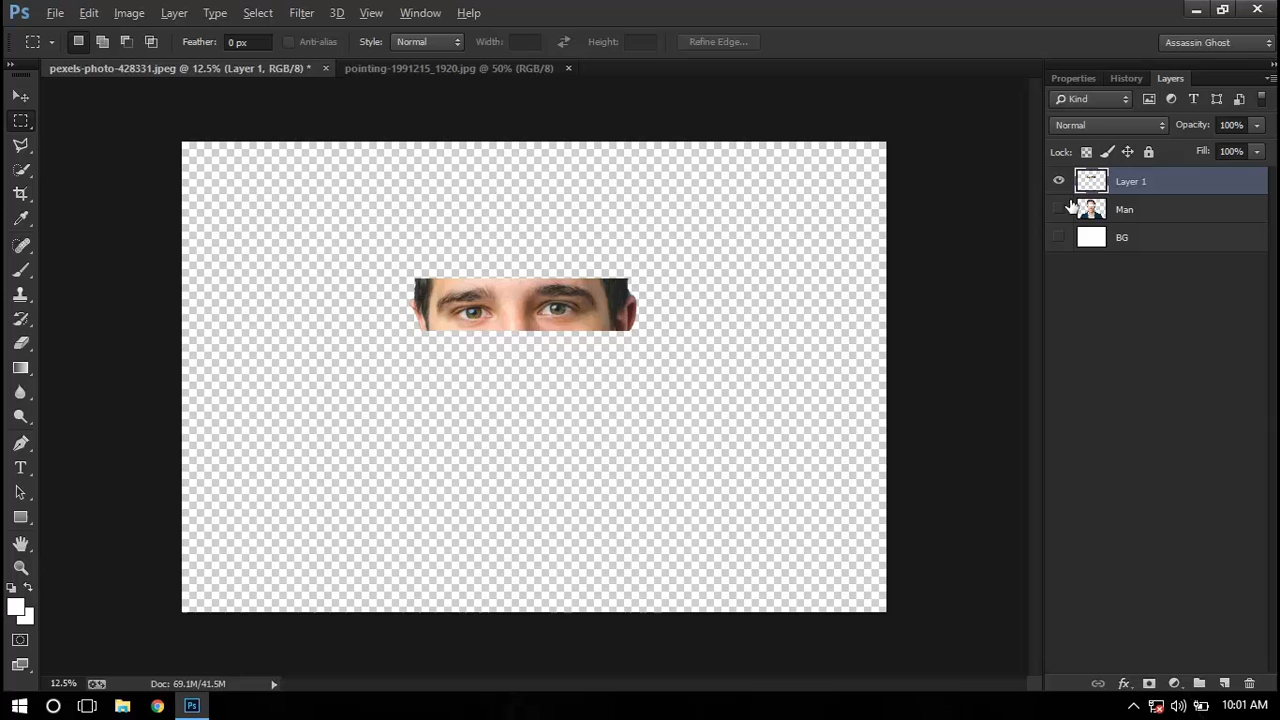 Ps File Edit Image Layer Type Select Filter 3D View Window Help
Feather: 0 px Anti-alias Style: Normal Width: Height: Refine Edge... Assassin Ghost
pexels-photo-428331.jpeg @ 12.5% (Layer 1, RGB/8) * × pointing-1991215_1920.jpg @ 50% (RGB/8) ×
Properties History Layers
Kind
Normal Opacity: 100%
Lock: Fill: 100%
Layer 1
Man
BG
12.5% Doc: 69.1M/41.5M
Ps 10:01 AM